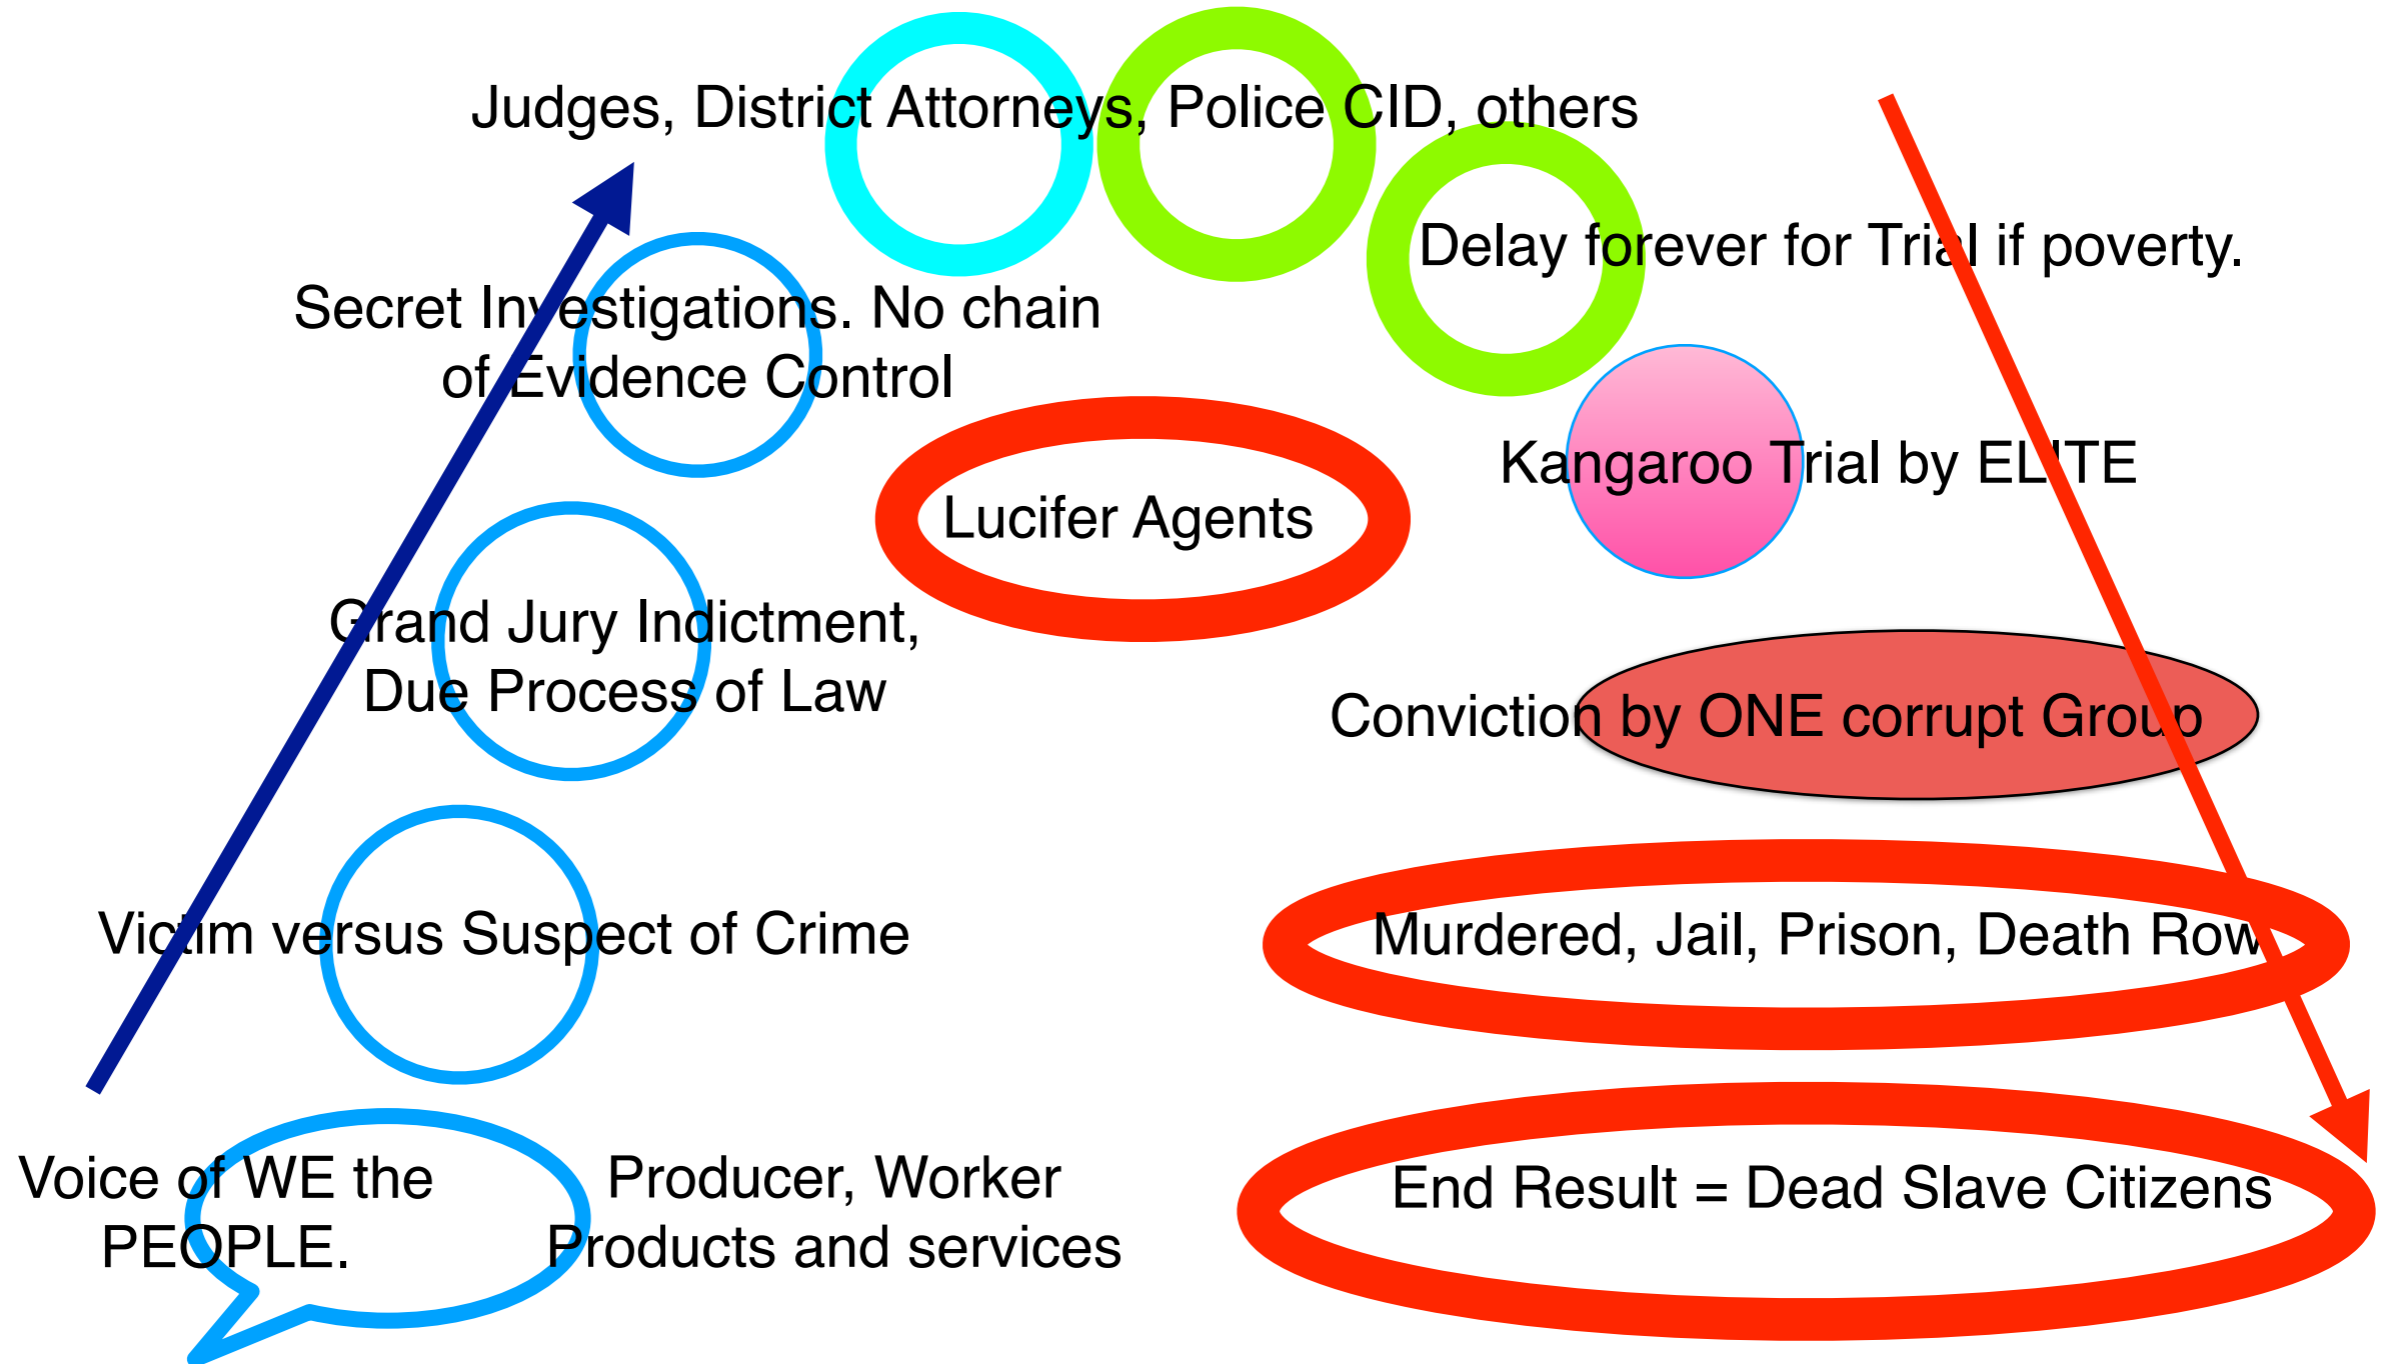 Judges, District Attorneys, Police CID, others
Delay forever for Trial if poverty.
Secret Investigations. No chain
of Evidence Control
Kangaroo Trial by ELITE
Lucifer Agents
Grand Jury Indictment,
Due Process of Law
Conviction by ONE corrupt Group
Victim versus Suspect of Crime
Murdered, Jail, Prison, Death Row
Voice of WE the
PEOPLE.
Producer, Worker
Products and services
End Result = Dead Slave Citizens